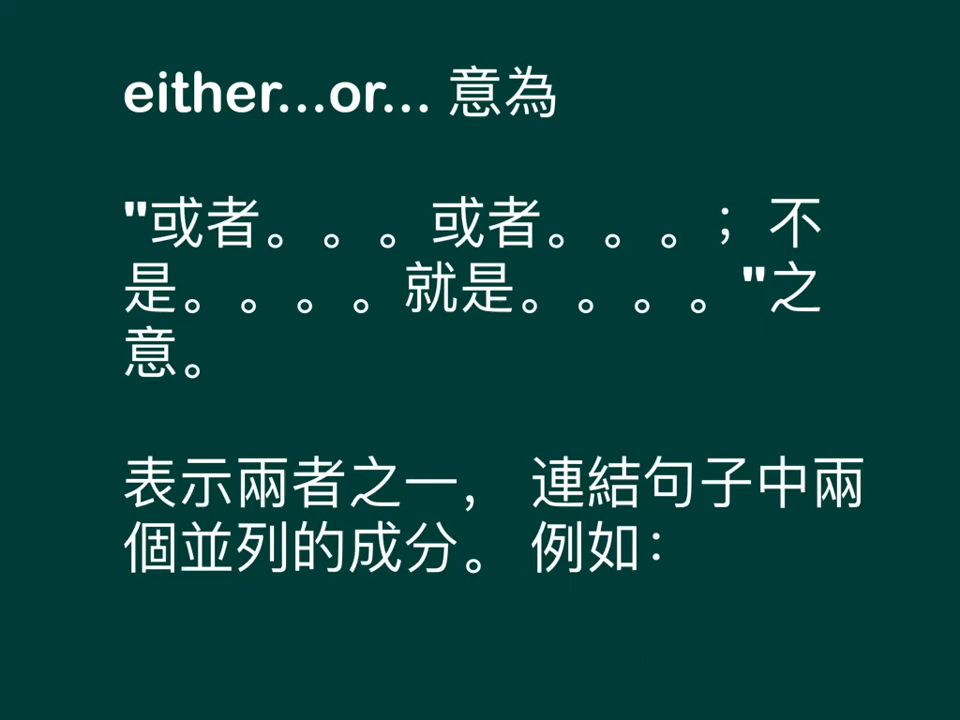 either...or... 意為
"或者。。。或者。。。；不
是。。。。就是。。。。"之
意。
表示兩者之一， 連結句子中兩
個並列的成分。 例如：